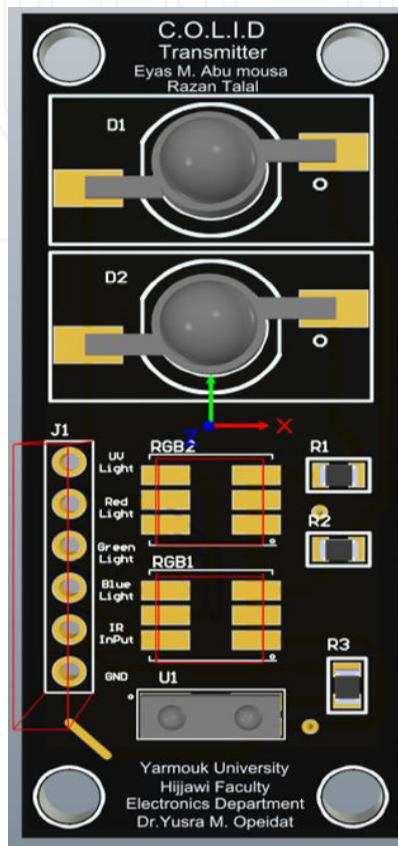 C.O.L.I.D
Transmitter
Eyas M. Abu mousa
Razan Talal
D1
D2
Z
X
J1
UV
Light
Red
Light
Green
Light
Blue
Light
IR
InPut
GND
RGB2
RGB1
R1
R2
R3
U1
Yarmouk University
Hijjawi Faculty
Electronics Department
Dr.Yusra M. Opeidat